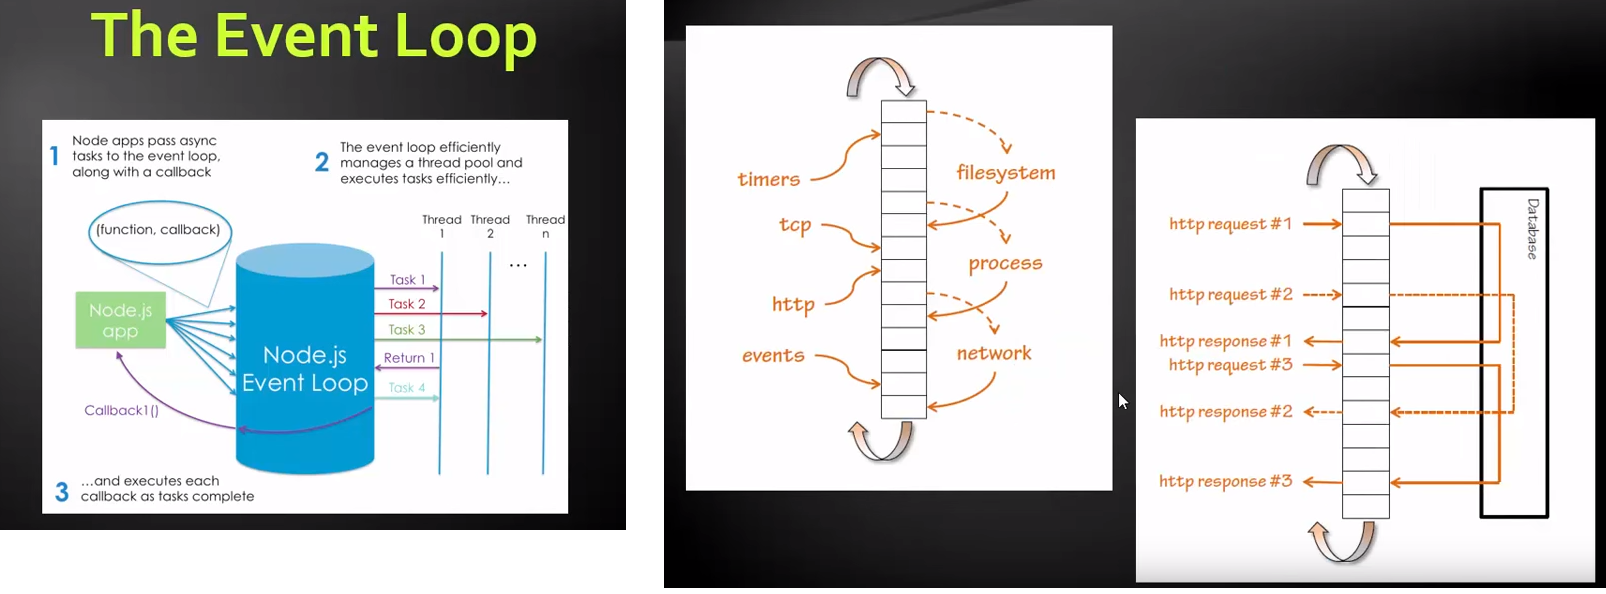 The Event Loop
1
Node apps pass async
tasks to the event loop,
along with a callback
2
The event loop efficiently
manages a thread pool and
executes tasks efficiently...
(function, callback)
Thread
1
Thread
2
Thread
n
...
Node.js
app
Task 1
Task 2
Task 3
Return 1
Task 4
Node.js
Event Loop
Callback1()
3
...and executes each
callback as tasks complete
timers
tcp
http
events
filesystem
process
network
http request #1
http request #2
http response #1
http request #3
http response #2
http response #3
Database